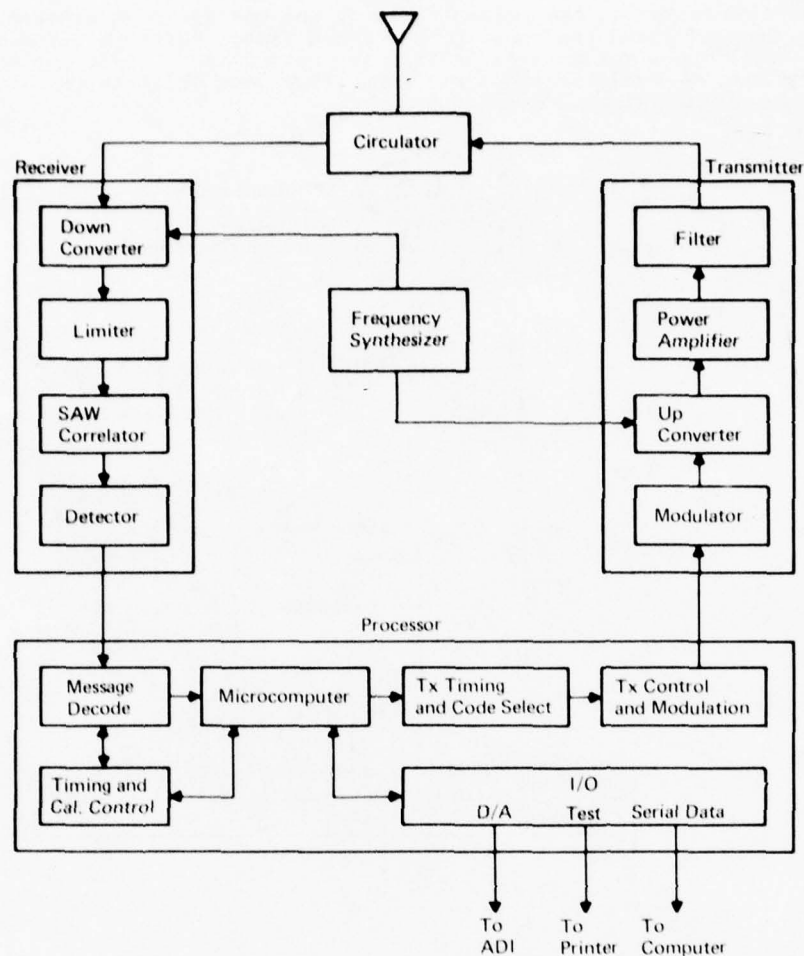 Circulator
Receiver
Transmitter
Down
Converter
Filter
Frequency
Synthesizer
Limiter
Power
Amplifier
SAW
Correlator
Up
Converter
Detector
Modulator
Processor
Message
Decode
Microcomputer
Tx Timing
and Code Select
Tx Control
and Modulation
Timing and
Cal. Control
I/O
D/A Test Serial Data
To
ADI
To
Printer
To
Computer